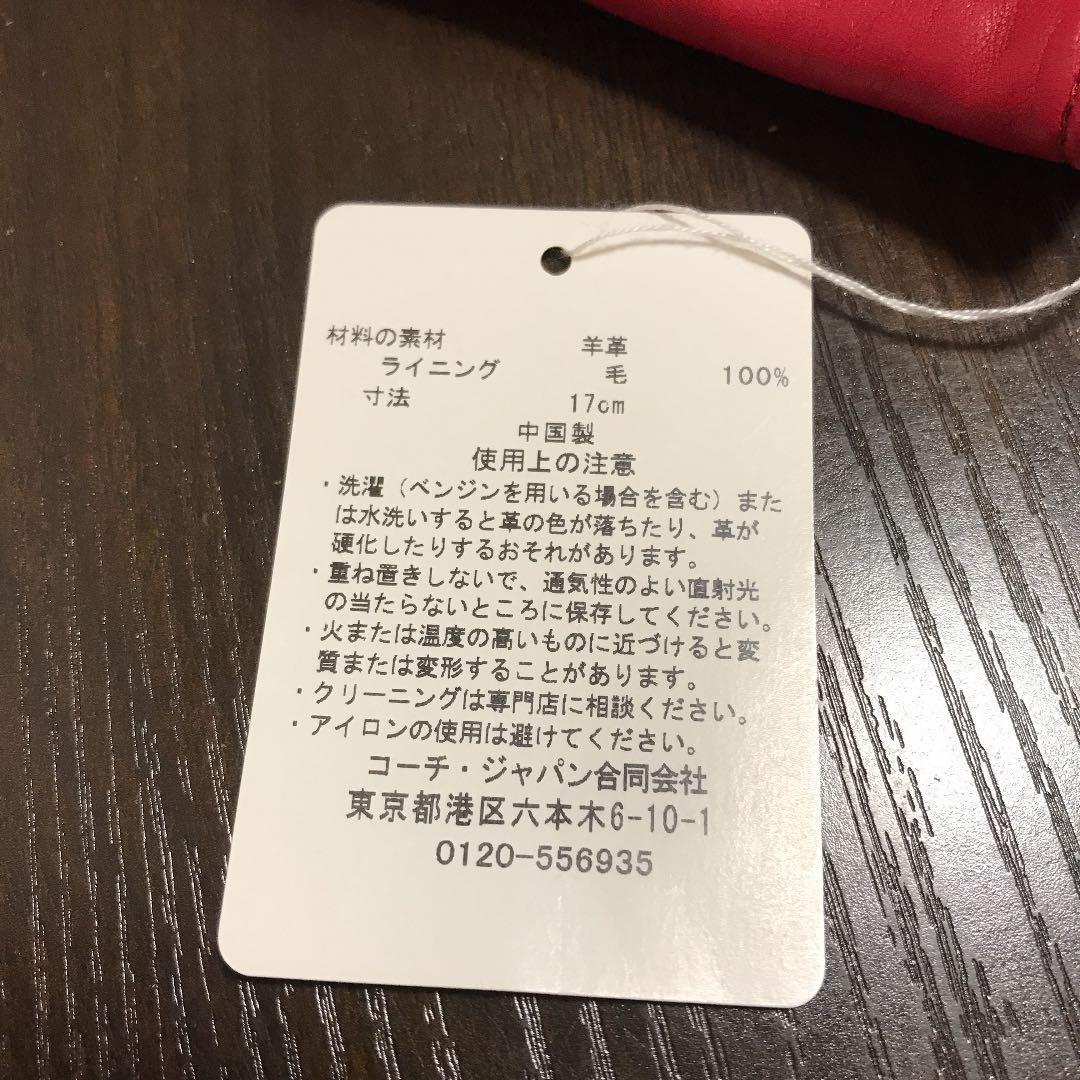 材料の素材 羊革
ライニング 毛 100%
寸法 17cm
中国製
使用上の注意
・洗濯（ベンジンを用いる場合を含む）また
は水洗いすると革の色が落ちたり、革が
硬化したりするおそれがあります。
・重ね置きしないで、通気性のよい直射光
の当たらないところに保存してください。
・火または温度の高いものに近づけると変
質または変形することがあります。
・クリーニングは専門店に相談ください。
・アイロンの使用は避けてください。
コーチ・ジャパン合同会社
東京都港区六本木6-10-1
0120-556935